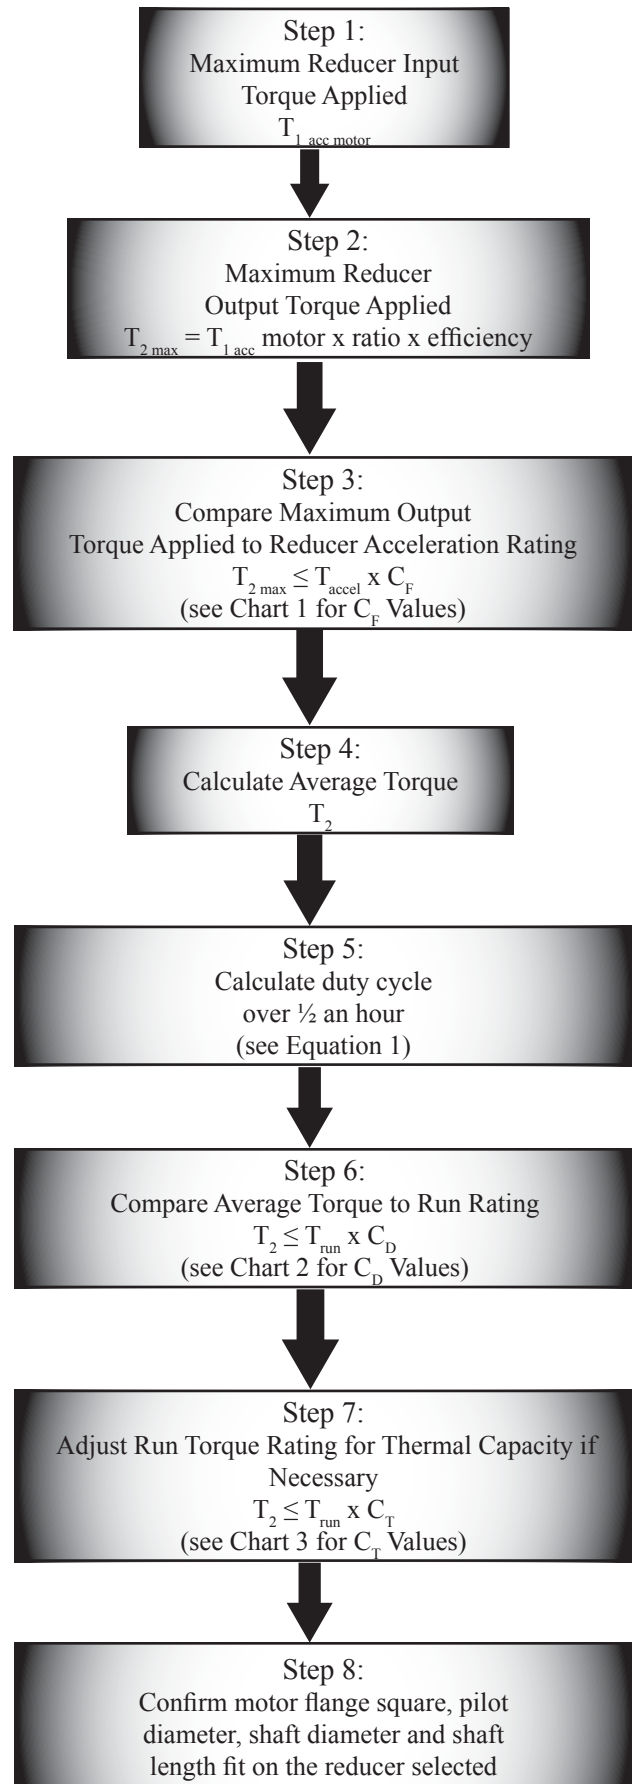 Step 1:
Maximum Reducer Input
Torque Applied
T1 acc motor
Step 2:
Maximum Reducer
Output Torque Applied
T2 max = T1 acc motor x ratio x efficiency
Step 3:
Compare Maximum Output
Torque Applied to Reducer Acceleration Rating
T2 max ≤ Taccel x CF
(see Chart 1 for CF Values)
Step 4:
Calculate Average Torque
T2
Step 5:
Calculate duty cycle
over ½ an hour
(see Equation 1)
Step 6:
Compare Average Torque to Run Rating
T2 ≤ Trun x CD
(see Chart 2 for CD Values)
Step 7:
Adjust Run Torque Rating for Thermal Capacity if
Necessary
T2 ≤ Trun x CT
(see Chart 3 for CT Values)
Step 8:
Confirm motor flange square, pilot
diameter, shaft diameter and shaft
length fit on the reducer selected